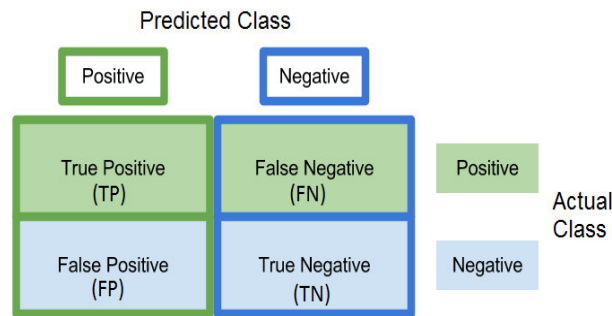 Predicted Class
Positive
Negative
True Positive
(TP)
False Negative
(FN)
Positive
Actual
Class
False Positive
(FP)
True Negative
(TN)
Negative